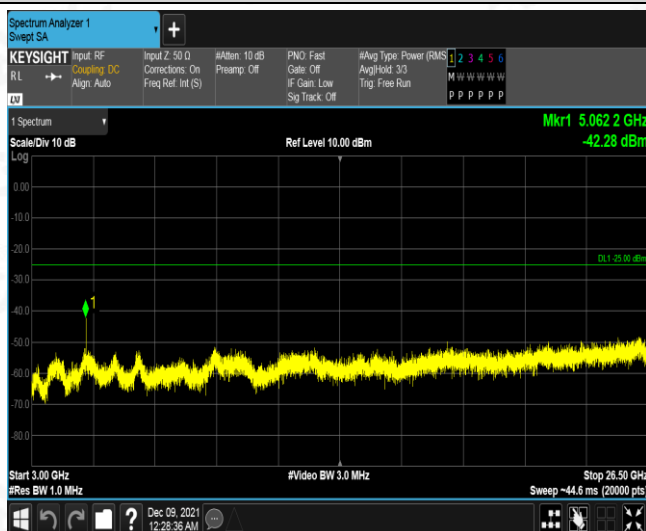 Spectrum Analyzer 1
Swept SA
+
KEYSIGHT
RL
LXI
Input: RF
Coupling: DC
Align: Auto
Input Z: 50 Ω
Corrections: On
Freq Ref: Int (S)
#Atten: 10 dB
Preamp: Off
PNO: Fast
Gate: Off
IF Gain: Low
Sig Track: Off
#Avg Type: Power (RMS
Avg|Hold: 3/3
Trig: Free Run
1 2 3 4 5 6
M W W W W W
P P P P P P
1 Spectrum
Mkr1 5.062 2 GHz
-42.28 dBm
Scale/Div 10 dB
Ref Level 10.00 dBm
Log
0.00
-10.0
-20.0
DL1 -25.00 dBm
-30.0
-40.0
1
-50.0
-60.0
-70.0
-80.0
Start 3.00 GHz
#Video BW 3.0 MHz
Stop 26.50 GHz
#Res BW 1.0 MHz
Sweep ~44.6 ms (20000 pts)
?
Dec 09, 2021
12:28:36 AM